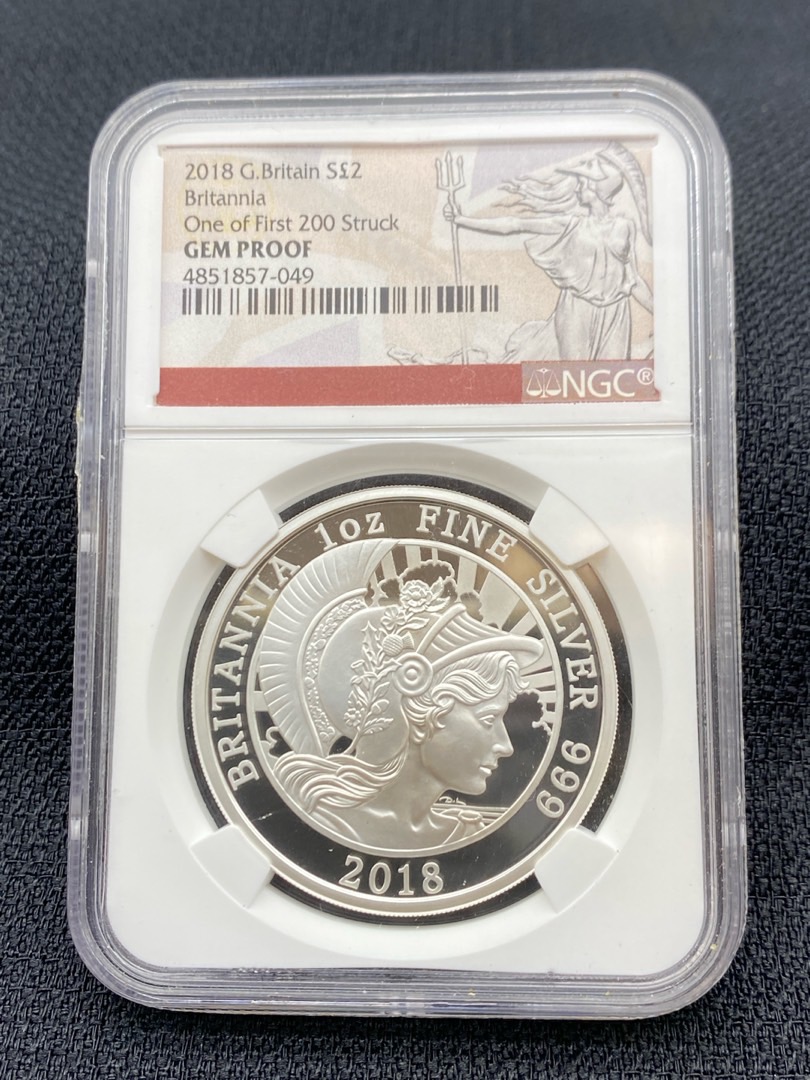 2018 G.Britain S£2
Britannia
One of First 200 Struck
GEM PROOF
4851857-049
NGC®
BRITANNIA 1oz FINE SILVER 999
2018